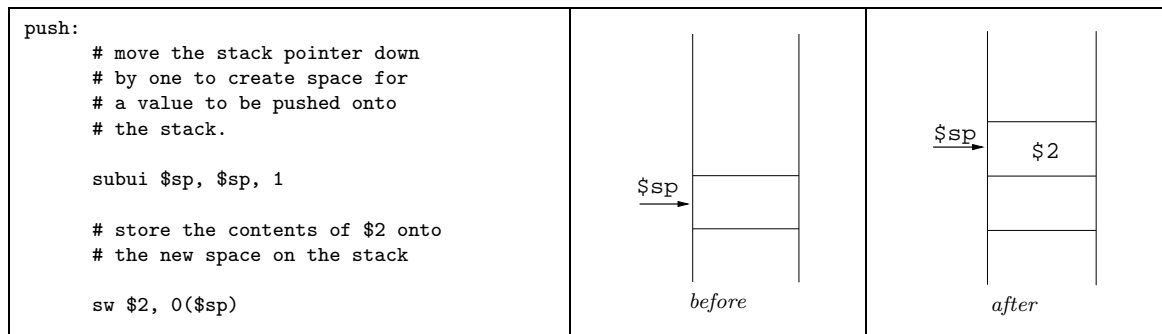 push:
# move the stack pointer down
# by one to create space for
# a value to be pushed onto
# the stack.
subui $sp, $sp, 1
# store the contents of $2 onto
# the new space on the stack
sw $2, 0($sp)
$sp
before
$sp
$2
after